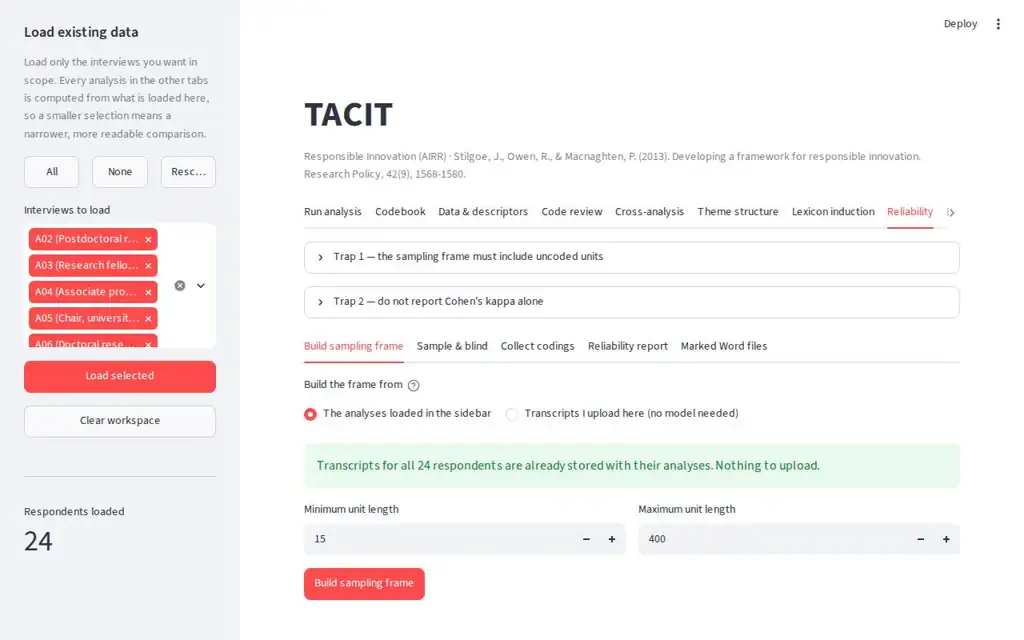 Deploy
Load existing data
Load only the interviews you want in
scope. Every analysis in the other tabs
is computed from what is loaded here,
so a smaller selection means a
narrower, more readable comparison.
All
None
Resc...
Interviews to load
A02 (Postdoctoral r...
A03 (Research fello...
A04 (Associate pro...
A05 (Chair, universit...
A06 (Doctoral rese...
Load selected
Clear workspace
Respondents loaded
24
TACIT
Responsible Innovation (AIRR) · Stilgoe, J., Owen, R., & Macnaghten, P. (2013). Developing a framework for responsible innovation.
Research Policy, 42(9), 1568-1580.
Run analysis
Codebook
Data & descriptors
Code review
Cross-analysis
Theme structure
Lexicon induction
Reliability
Trap 1 — the sampling frame must include uncoded units
Trap 2 — do not report Cohen's kappa alone
Build sampling frame
Sample & blind
Collect codings
Reliability report
Marked Word files
Build the frame from
The analyses loaded in the sidebar
Transcripts I upload here (no model needed)
Transcripts for all 24 respondents are already stored with their analyses. Nothing to upload.
Minimum unit length
Maximum unit length
15
400
Build sampling frame